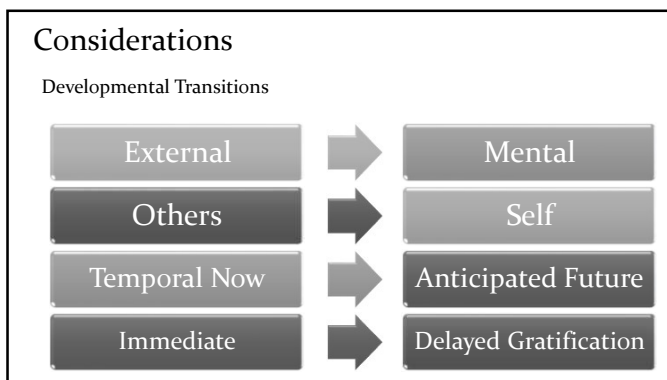 Considerations
Developmental Transitions
External Mental
Others Self
Temporal Now Anticipated Future
Immediate Delayed Gratification